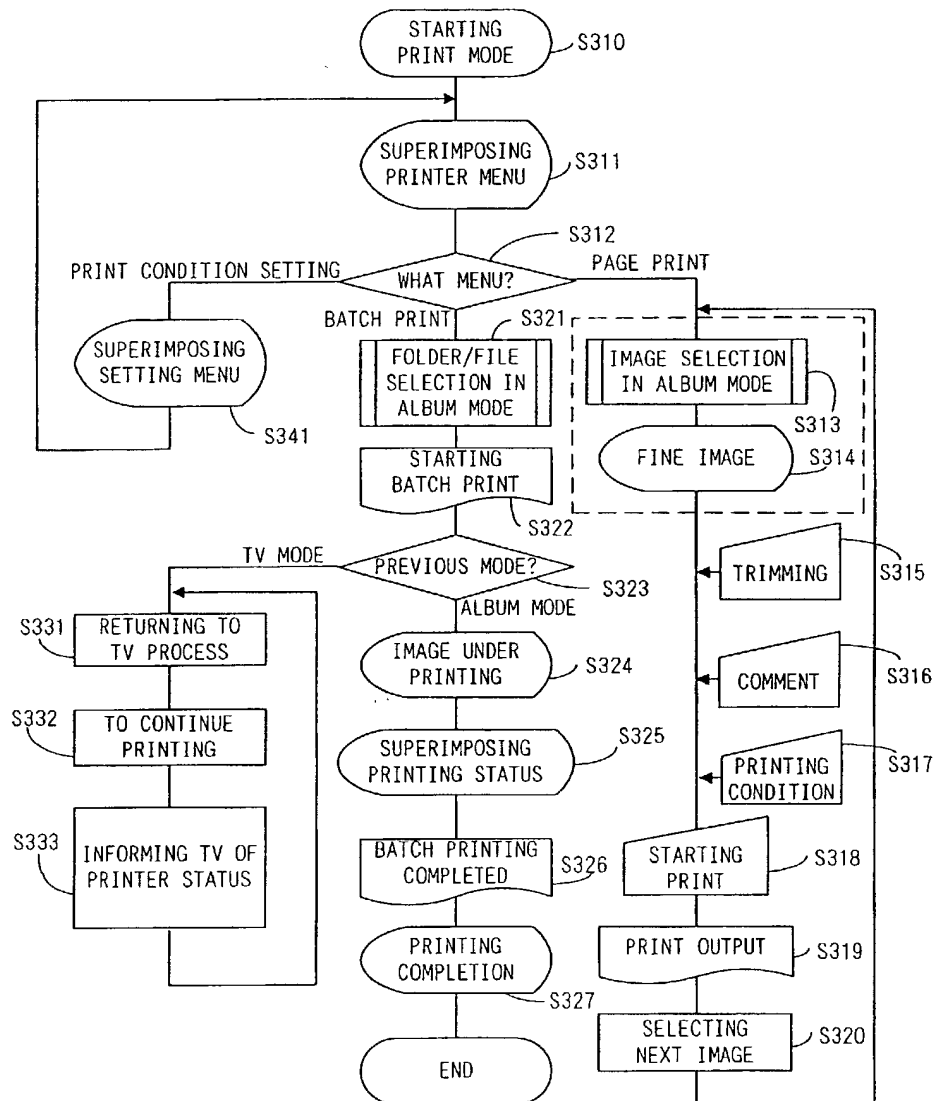 STARTING
PRINT MODE
S310
SUPERIMPOSING
PRINTER MENU
S311
S312
PRINT CONDITION SETTING
WHAT MENU?
PAGE PRINT
BATCH PRINT
S321
SUPERIMPOSING
SETTING MENU
S341
FOLDER/FILE
SELECTION IN
ALBUM MODE
IMAGE SELECTION
IN ALBUM MODE
S313
FINE IMAGE
S314
STARTING
BATCH PRINT
S322
TV MODE
PREVIOUS MODE?
S323
ALBUM MODE
TRIMMING
S315
S331
RETURNING TO
TV PROCESS
IMAGE UNDER
PRINTING
S324
COMMENT
S316
S332
TO CONTINUE
PRINTING
SUPERIMPOSING
PRINTING STATUS
S325
PRINTING
CONDITION
S317
S333
INFORMING TV OF
PRINTER STATUS
BATCH PRINTING
COMPLETED
S326
STARTING
PRINT
S318
PRINTING
COMPLETION
S327
PRINT OUTPUT
S319
SELECTING
NEXT IMAGE
S320
END